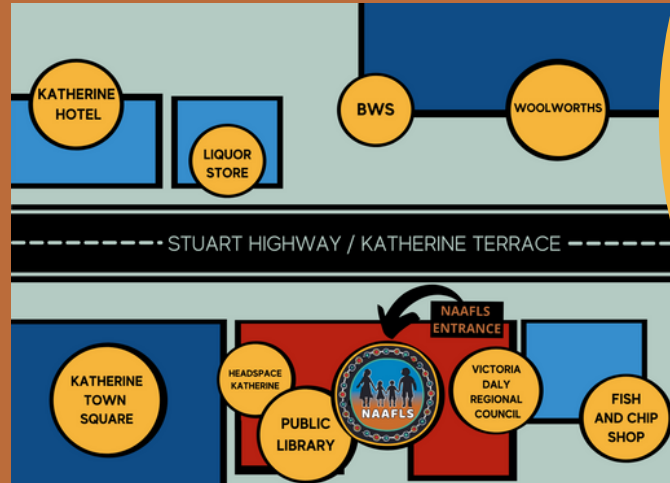 KATHERINE
HOTEL
LIQUOR
STORE
BWS
WOOLWORTHS
STUART HIGHWAY / KATHERINE TERRACE
NAAFLS
ENTRANCE
KATHERINE
TOWN
SQUARE
HEADSPACE
KATHERINE
PUBLIC
LIBRARY
NAAFLS
VICTORIA
DALY
REGIONAL
COUNCIL
FISH
AND CHIP
SHOP